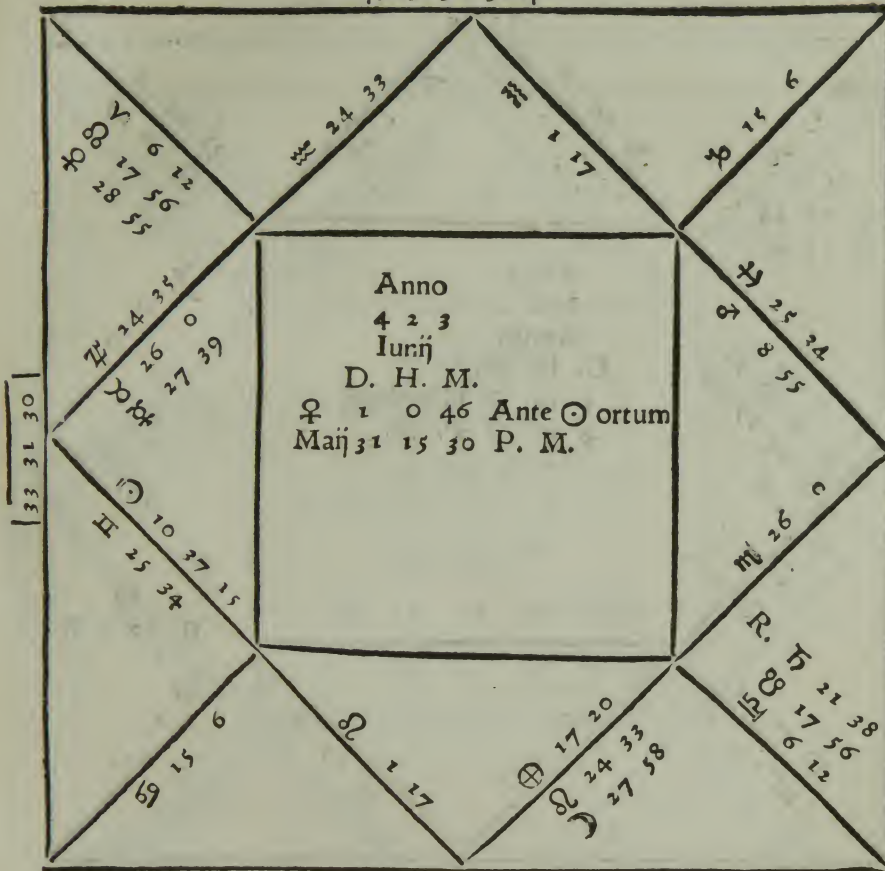 ♈ 6 12
☊ 17 56
♀ 28 55
♒ 24 33
♒ 1 17
♑ 15 6
♃ 24 35
♉ 26 0
☿ 27 39
♐ 25 34
♂ 8 55
Anno
4 2 3
Iunij
D. H. M.
♀ 1 0 46 Ante ☉ ortum
Maij 31 15 30 P. M.
33 31 30
☉ 10 37 15
♊ 25 34
♏ 26 0
R. ♄ 21 38
☋ 17 56
♎ 6 12
♋ 15 6
♌ 1 17
⊕ 17 20
♌ 24 33
☽ 27 58